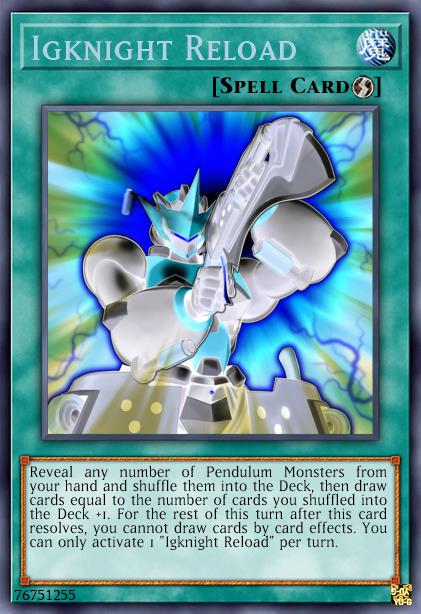 Igknight Reload
魔
[Spell Card]
Reveal any number of Pendulum Monsters from
your hand and shuffle them into the Deck, then draw
cards equal to the number of cards you shuffled into
the Deck +1. For the rest of this turn after this card
resolves, you cannot draw cards by card effects. You
can only activate 1 "Igknight Reload" per turn.
76751255